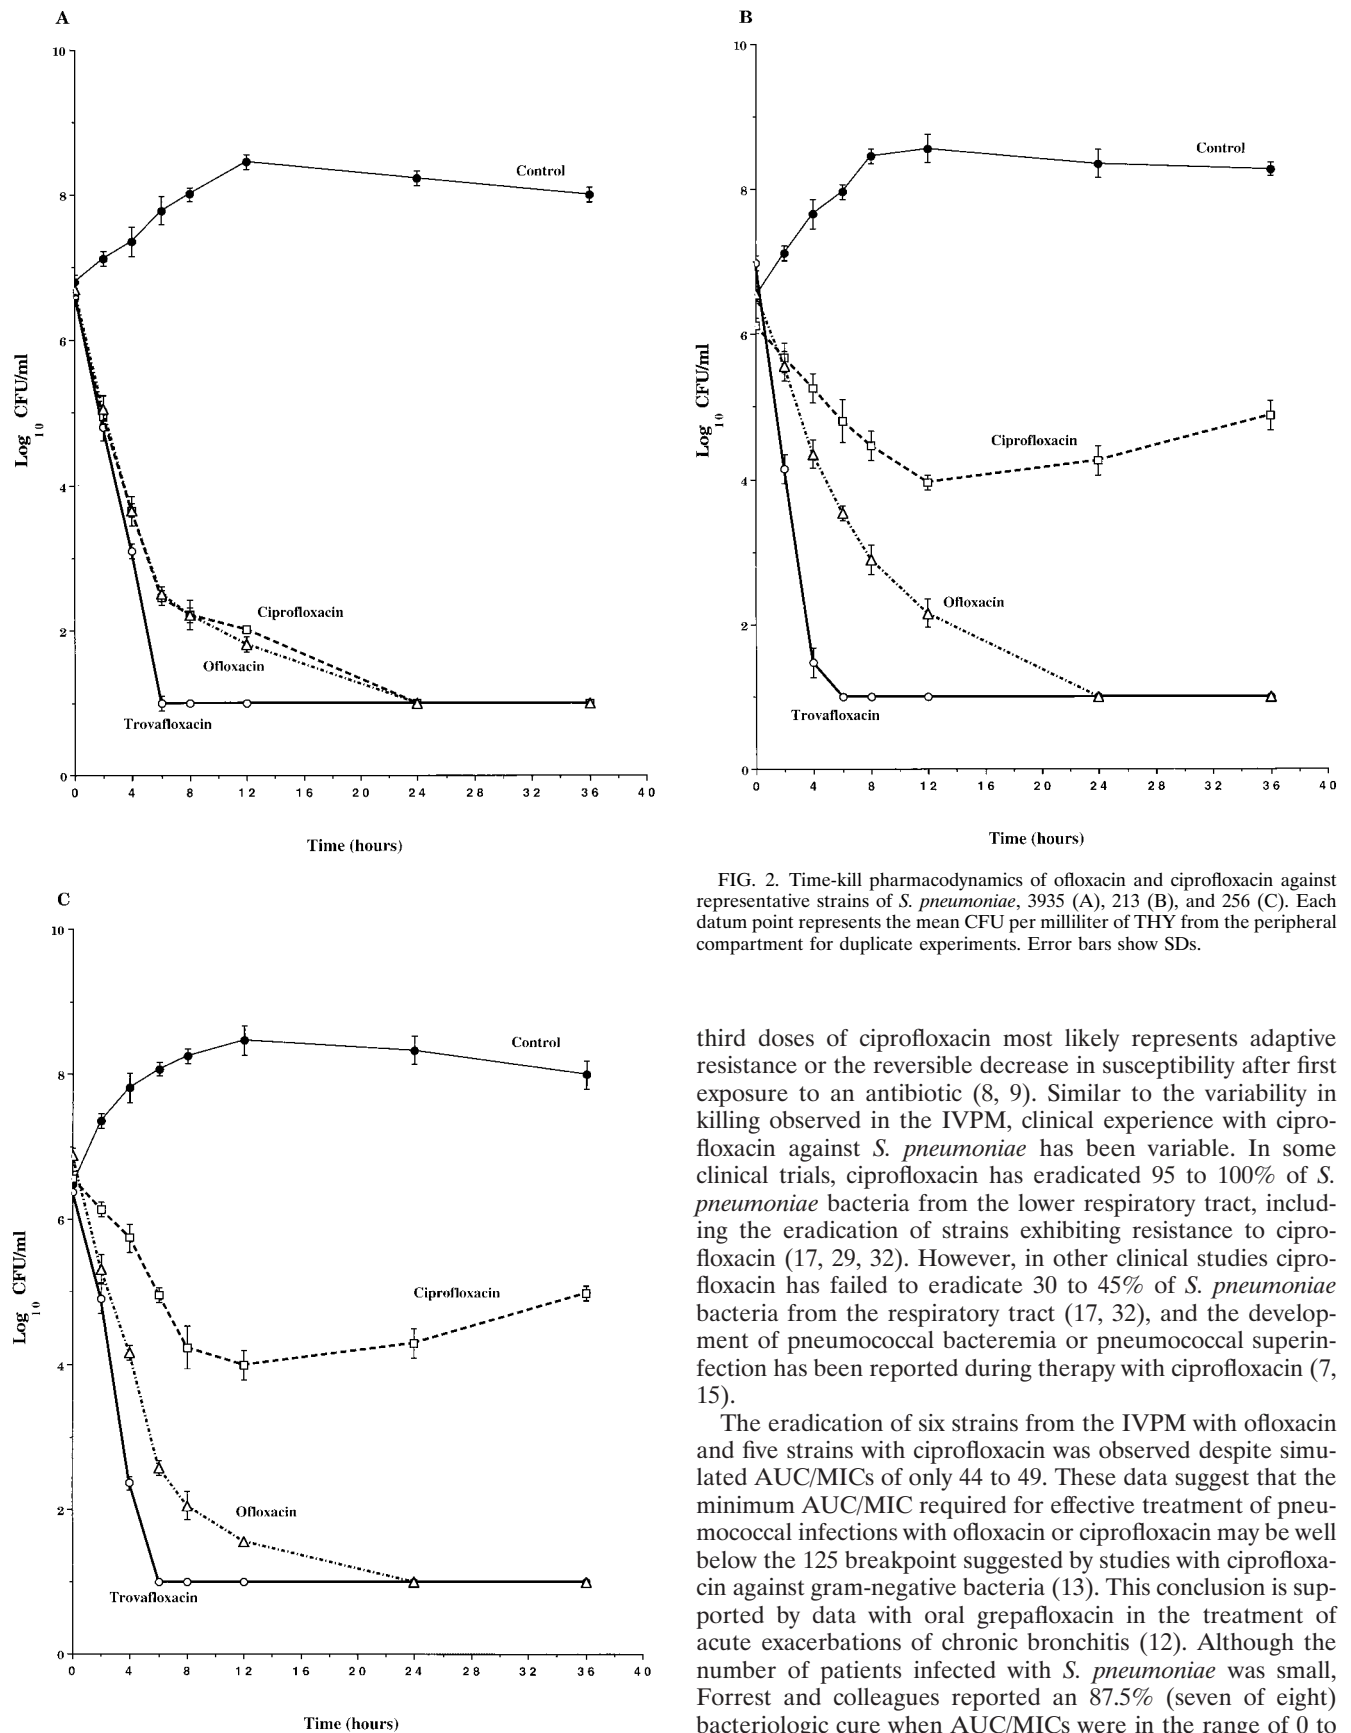 A
10
8
6
4
2
0
Log10 CFU/ml
Control
Ciprofloxacin
Ofloxacin
Trovafloxacin
0 4 8 12 16 20 24 28 32 36 40
Time (hours)
B
10
8
6
4
2
0
Log10 CFU/ml
Control
Ciprofloxacin
Ofloxacin
Trovafloxacin
0 4 8 12 16 20 24 28 32 36 40
Time (hours)
C
10
8
6
4
2
0
Log10 CFU/ml
Control
Ciprofloxacin
Ofloxacin
Trovafloxacin
0 4 8 12 16 20 24 28 32 36 40
Time (hours)
FIG. 2. Time-kill pharmacodynamics of ofloxacin and ciprofloxacin against
representative strains of S. pneumoniae, 3935 (A), 213 (B), and 256 (C). Each
datum point represents the mean CFU per milliliter of THY from the peripheral
compartment for duplicate experiments. Error bars show SDs.
third doses of ciprofloxacin most likely represents adaptive
resistance or the reversible decrease in susceptibility after first
exposure to an antibiotic (8, 9). Similar to the variability in
killing observed in the IVPM, clinical experience with cipro-
floxacin against S. pneumoniae has been variable. In some
clinical trials, ciprofloxacin has eradicated 95 to 100% of S.
pneumoniae bacteria from the lower respiratory tract, includ-
ing the eradication of strains exhibiting resistance to cipro-
floxacin (17, 29, 32). However, in other clinical studies cipro-
floxacin has failed to eradicate 30 to 45% of S. pneumoniae
bacteria from the respiratory tract (17, 32), and the develop-
ment of pneumococcal bacteremia or pneumococcal superin-
fection has been reported during therapy with ciprofloxacin (7,
15).
The eradication of six strains from the IVPM with ofloxacin
and five strains with ciprofloxacin was observed despite simu-
lated AUC/MICs of only 44 to 49. These data suggest that the
minimum AUC/MIC required for effective treatment of pneu-
mococcal infections with ofloxacin or ciprofloxacin may be well
below the 125 breakpoint suggested by studies with ciprofloxa-
cin against gram-negative bacteria (13). This conclusion is sup-
ported by data with oral grepafloxacin in the treatment of
acute exacerbations of chronic bronchitis (12). Although the
number of patients infected with S. pneumoniae was small,
Forrest and colleagues reported an 87.5% (seven of eight)
bacteriologic cure when AUC/MICs were in the range of 0 to